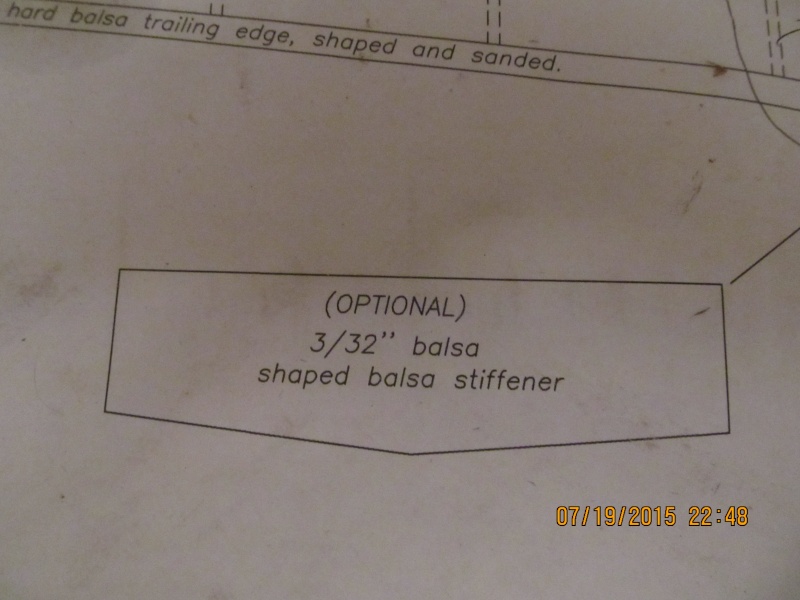 hard balsa trailing edge, shaped and sanded.
(OPTIONAL)
3/32" balsa
shaped balsa stiffener
07/19/2015 22:48